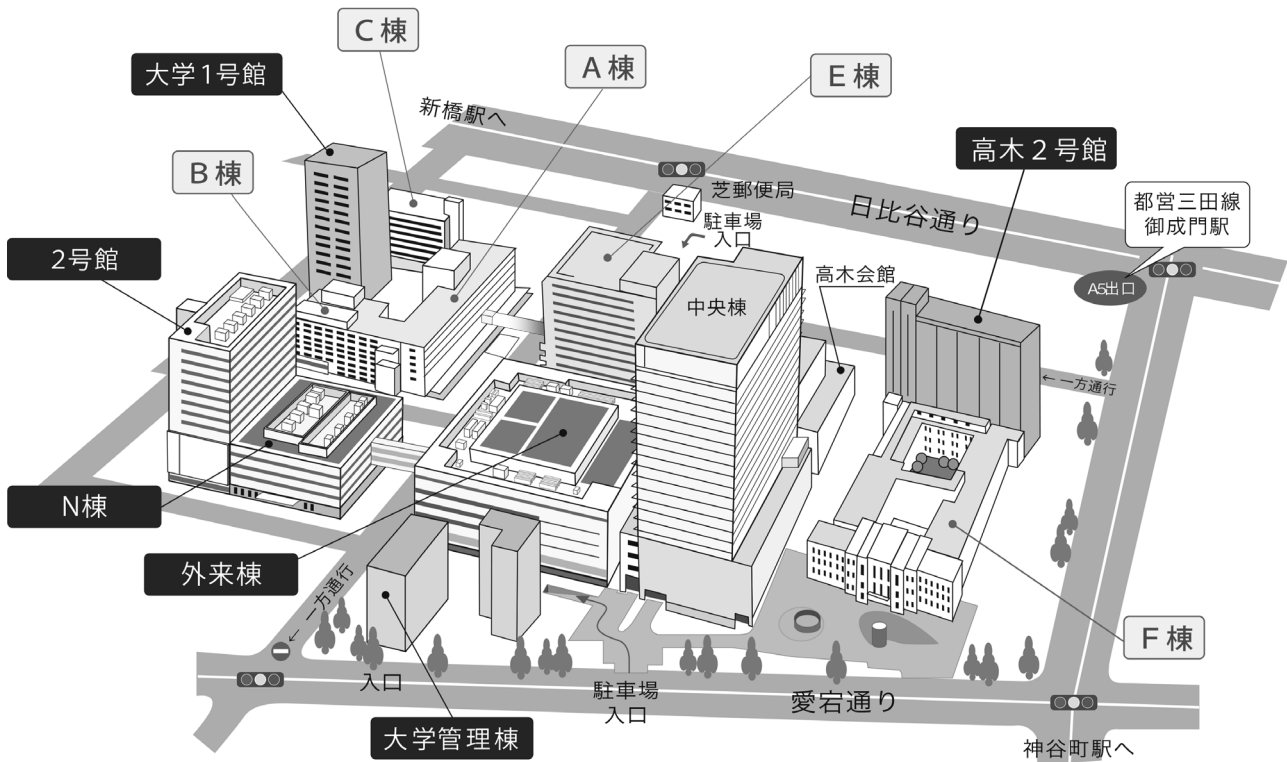 C棟
大学1号館
A棟
E棟
新橋駅へ
高木2号館
B棟
芝郵便局
日比谷通り
都営三田線
御成門駅
駐車場
入口
2号館
高木会館
A5出口
中央棟
←一方通行
N棟
外来棟
←一方通行
F棟
入口
駐車場
入口
愛宕通り
大学管理棟
神谷町駅へ